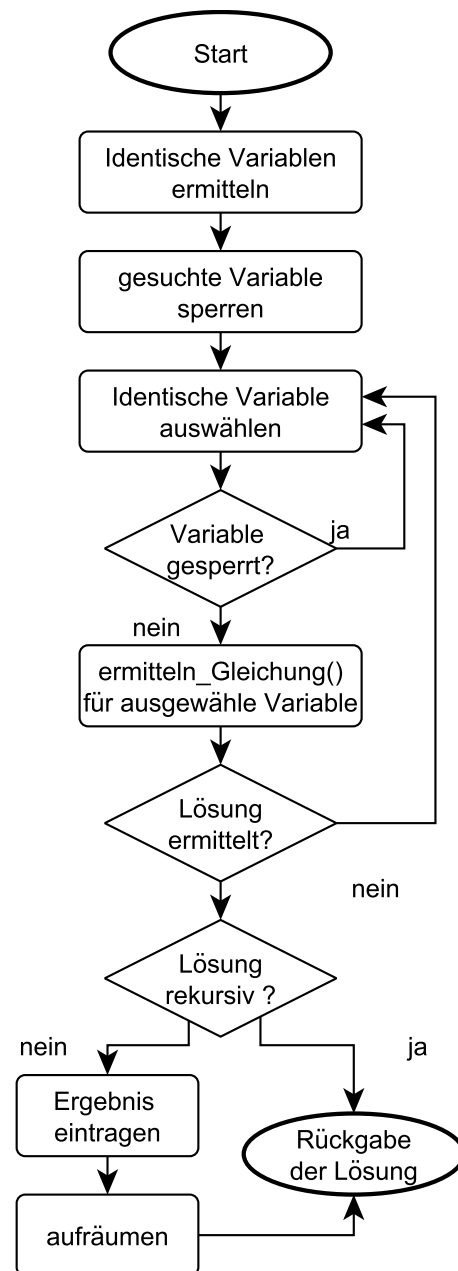 Start
Identische Variablen
ermitteln
gesuchte Variable
sperren
Identische Variable
auswählen
Variable
gesperrt?
ja
nein
ermitteln_Gleichung()
für ausgewähle Variable
Lösung
ermittelt?
nein
Lösung
rekursiv ?
nein
ja
Ergebnis
eintragen
Rückgabe
der Lösung
aufräumen